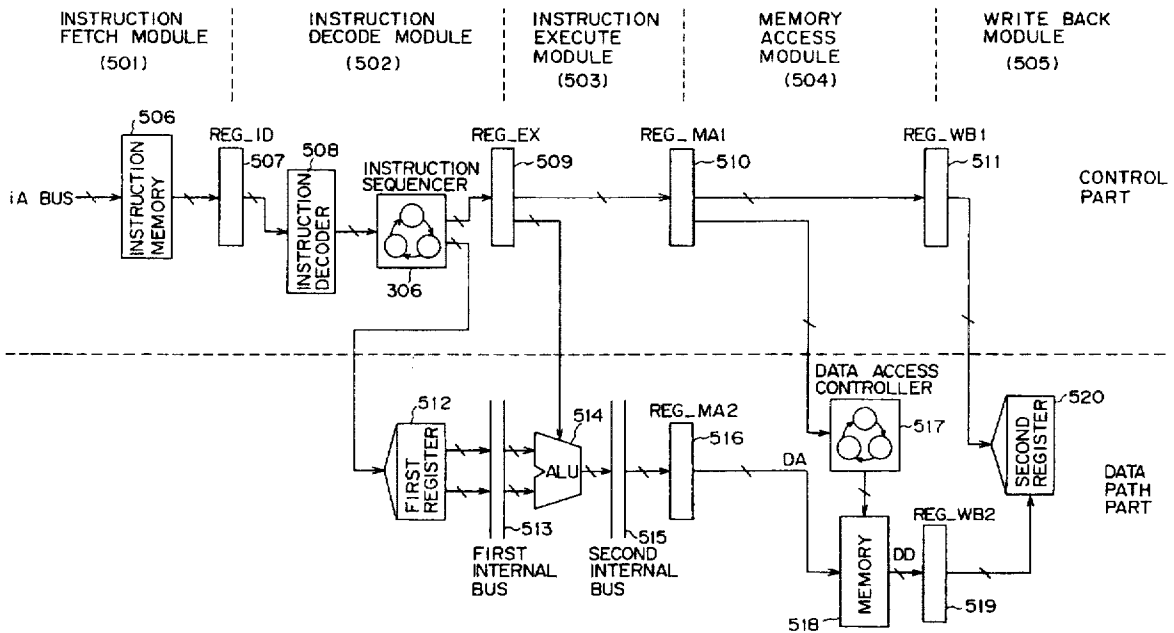 INSTRUCTION
FETCH MODULE
(501)
INSTRUCTION
DECODE MODULE
(502)
INSTRUCTION
EXECUTE
MODULE
(503)
MEMORY
ACCESS
MODULE
(504)
WRITE BACK
MODULE
(505)
506
REG_ID
507
508
INSTRUCTION
SEQUENCER
REG_EX
509
REG_MA1
510
REG_WB1
511
iA BUS
INSTRUCTION
MEMORY
INSTRUCTION
DECODER
306
CONTROL
PART
512
FIRST
REGISTER
513
FIRST
INTERNAL
BUS
514
ALU
515
SECOND
INTERNAL
BUS
REG_MA2
516
DA
DATA ACCESS
CONTROLLER
517
MEMORY
518
DD
REG_WB2
519
520
SECOND
REGISTER
DATA
PATH
PART